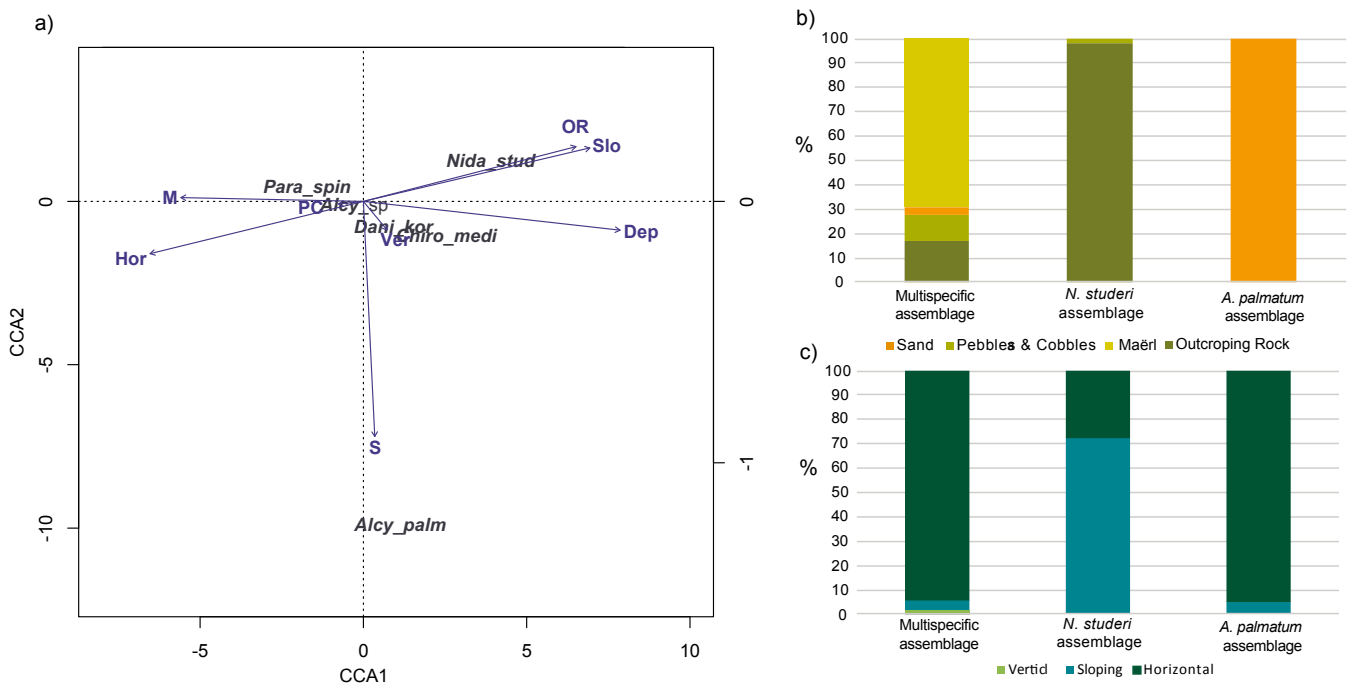 a)
OR
Slo
Nida_stud
Para_spin
M
PC
Alcy_sp
Dani_kor
Ver
Chiro_medi
Dep
Hor
S
Alcy_palm
CCA2
0
-5
-10
0
-1
-5
0
5
10
CCA1
b)
100
90
80
70
60
50
40
30
20
10
0
%
Multispecific
assemblage
N. studeri
assemblage
A. palmatum
assemblage
Sand Pebbles & Cobbles Maërl Outcroping Rock
c)
100
90
80
70
60
50
40
30
20
10
0
%
Multispecific
assemblage
N. studeri
assemblage
A. palmatum
assemblage
Verticl Sloping Horizontal